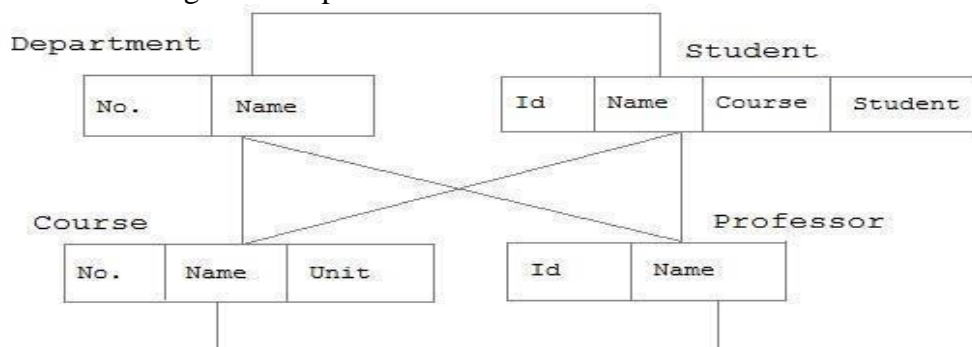 Department
Student
No. Name
Id Name Course Student
Course
Professor
No. Name Unit
Id Name